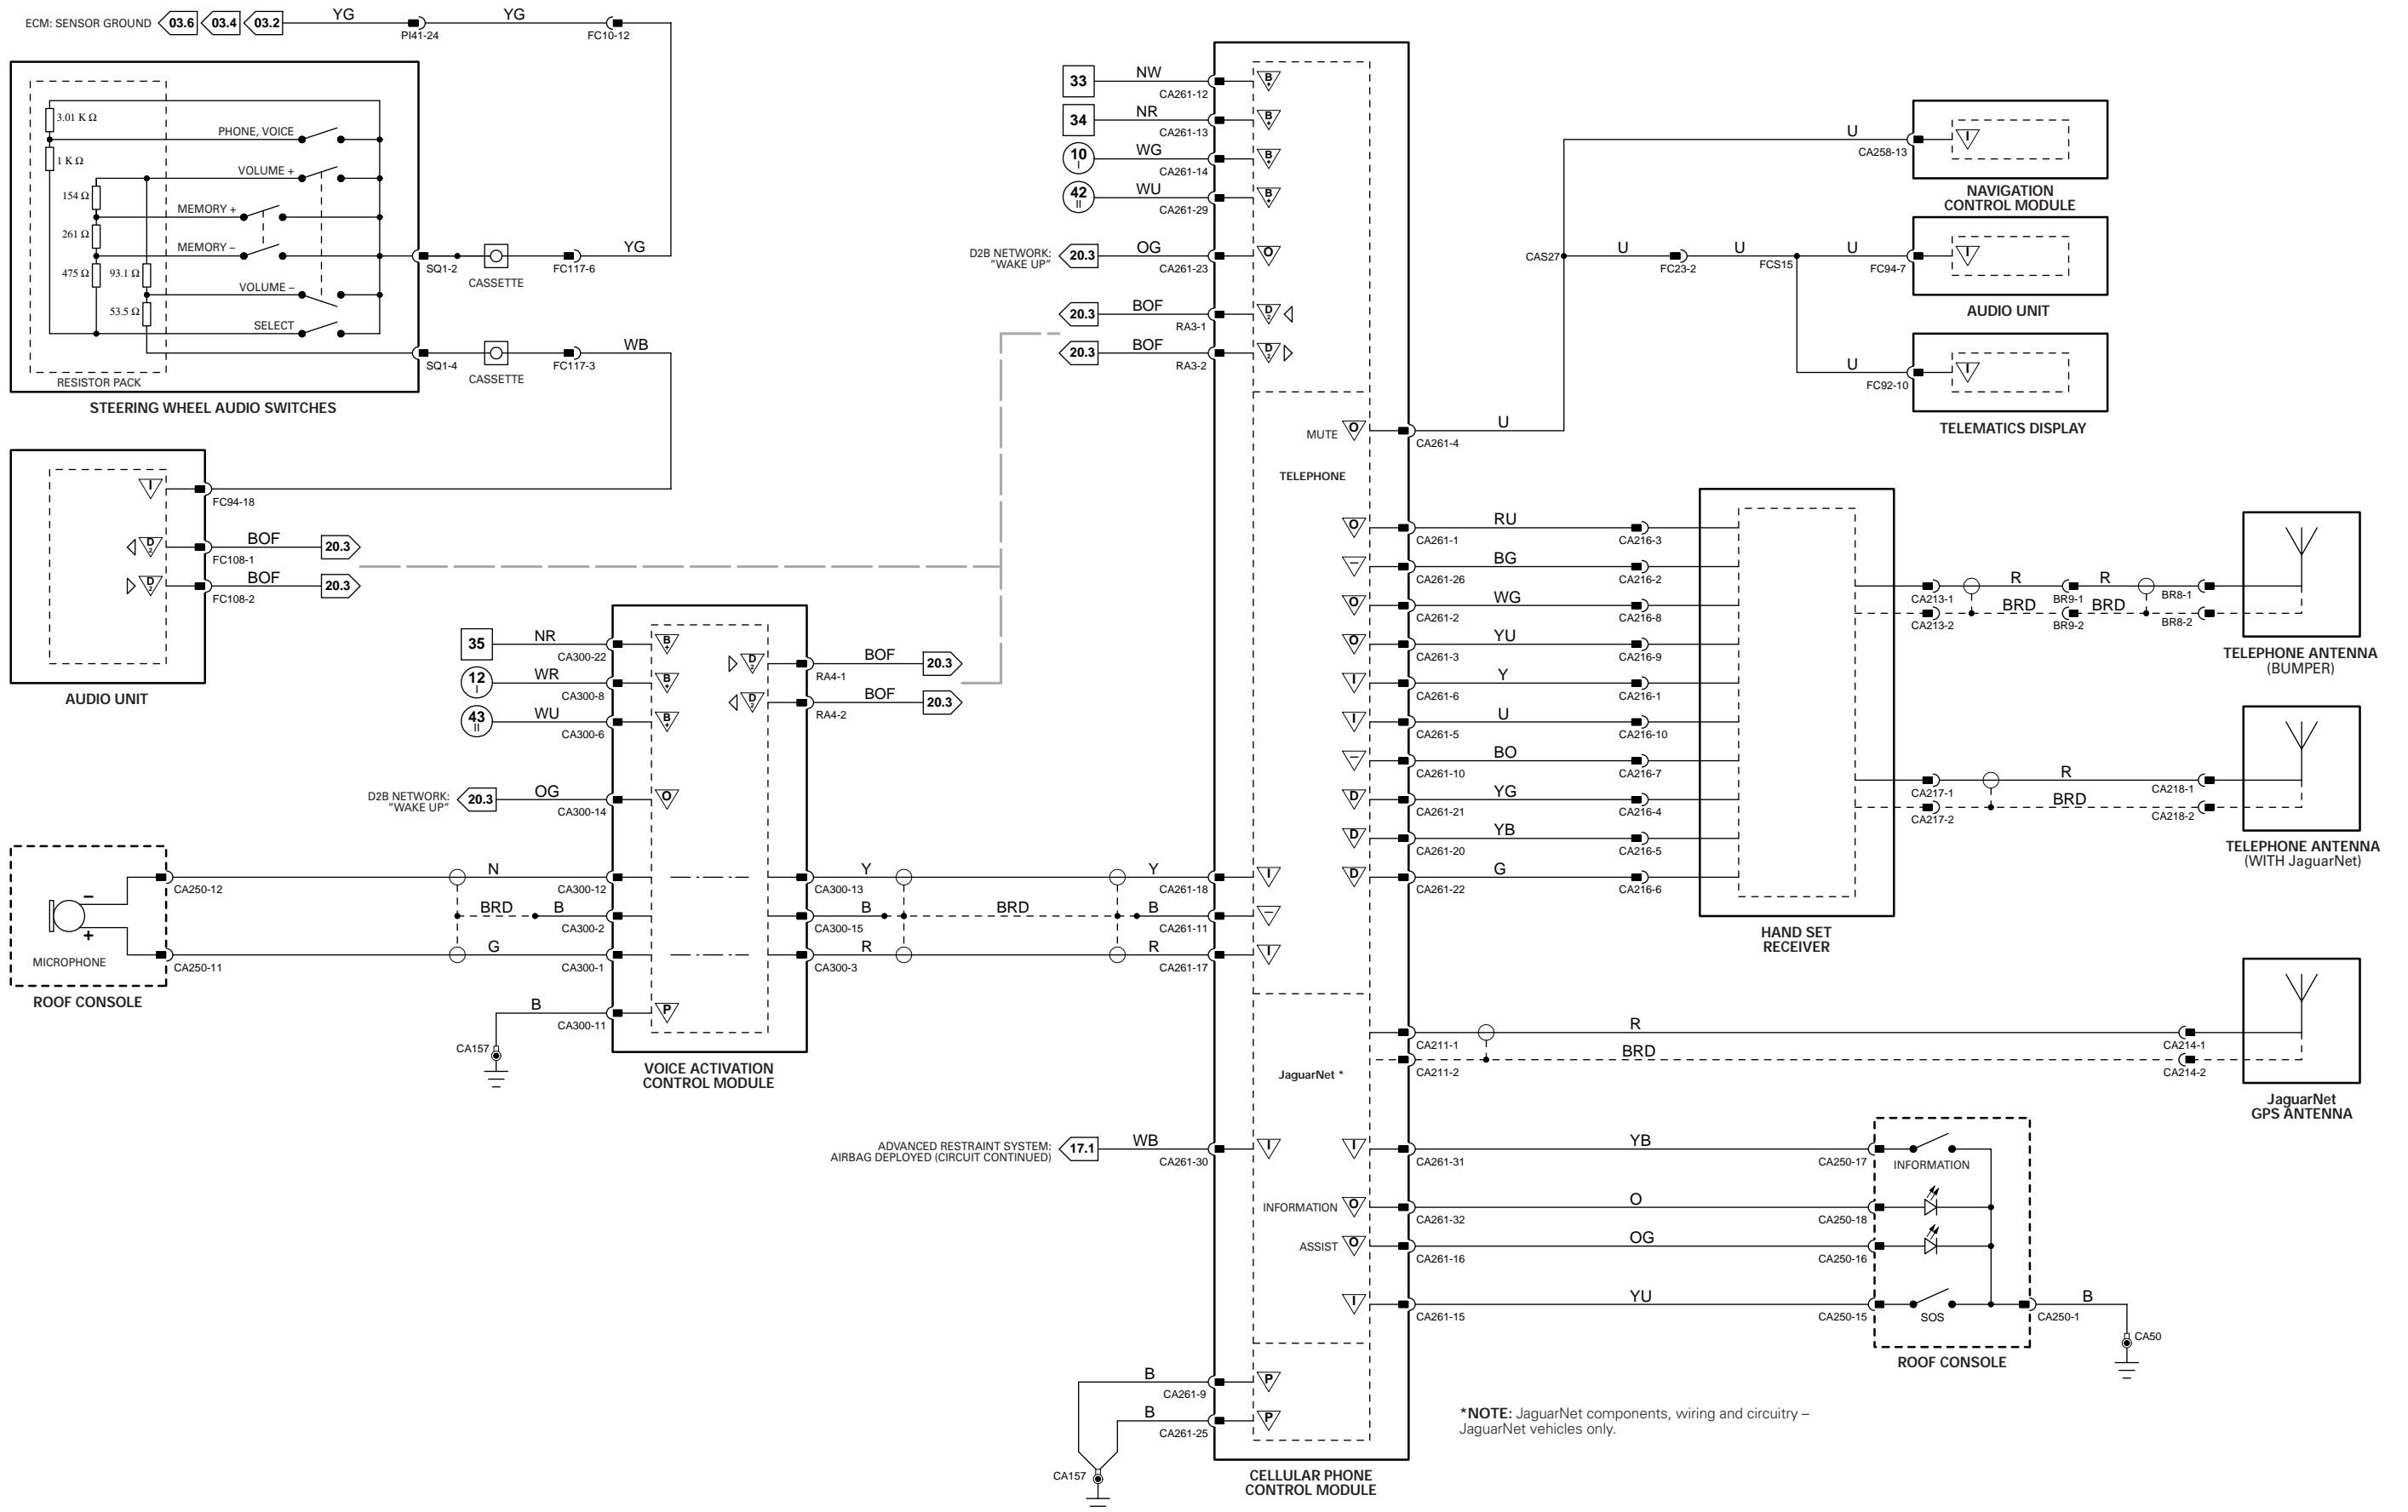 ECM: SENSOR GROUND 03.6 03.4 03.2 YG PI41-24 YG FC10-12
3.01 K Ω
1 K Ω
154 Ω
261 Ω
475 Ω
93.1 Ω
53.5 Ω
PHONE, VOICE
VOLUME +
MEMORY +
MEMORY –
VOLUME –
SELECT
RESISTOR PACK
SQ1-2 CASSETTE FC117-6 YG
SQ1-4 CASSETTE FC117-3 WB
STEERING WHEEL AUDIO SWITCHES
I FC94-18
D2 BOF 20.3
FC108-1
D2 BOF 20.3
FC108-2
AUDIO UNIT
35 NR CA300-22 B+
12 I WR CA300-8 B+
43 II WU CA300-6 B+
D2B NETWORK:
"WAKE UP"
20.3 OG CA300-14 O
D2 RA4-1 BOF 20.3
D2 RA4-2 BOF 20.3
–
+
MICROPHONE
ROOF CONSOLE
CA250-12 N CA300-12
BRD B CA300-2
CA250-11 G CA300-1
B CA300-11 P
CA157
VOICE ACTIVATION
CONTROL MODULE
CA300-13 Y Y CA261-18 I
CA300-15 B BRD B CA261-11 –
CA300-3 R R CA261-17 I
33 NW CA261-12 B+
34 NR CA261-13 B+
10 I WG CA261-14 B+
42 II WU CA261-29 B+
D2B NETWORK:
"WAKE UP"
20.3 OG CA261-23 O
20.3 BOF RA3-1 D2
20.3 BOF RA3-2 D2
MUTE O CA261-4 U
TELEPHONE
CAS27 U FC23-2 U FCS15
U CA258-13 I
NAVIGATION
CONTROL MODULE
U FC94-7 I
AUDIO UNIT
U FC92-10 I
TELEMATICS DISPLAY
O CA261-1 RU CA216-3
– CA261-26 BG CA216-2
O CA261-2 WG CA216-8
O CA261-3 YU CA216-9
I CA261-6 Y CA216-1
I CA261-5 U CA216-10
– CA261-10 BO CA216-7
D CA261-21 YG CA216-4
D CA261-20 YB CA216-5
D CA261-22 G CA216-6
HAND SET
RECEIVER
CA213-1 R BR9-1 R BR8-1
CA213-2 BRD BR9-2 BRD BR8-2
TELEPHONE ANTENNA
(BUMPER)
CA217-1 R CA218-1
CA217-2 BRD CA218-2
TELEPHONE ANTENNA
(WITH JaguarNet)
JaguarNet *
CA211-1 R CA214-1
CA211-2 BRD CA214-2
JaguarNet
GPS ANTENNA
ADVANCED RESTRAINT SYSTEM:
AIRBAG DEPLOYED (CIRCUIT CONTINUED)
17.1 WB CA261-30 I
I CA261-31 YB CA250-17 INFORMATION
INFORMATION O CA261-32 O CA250-18
ASSIST O CA261-16 OG CA250-16
I CA261-15 YU CA250-15 SOS CA250-1 B
CA50
ROOF CONSOLE
B CA261-9 P
B CA261-25 P
CA157
CELLULAR PHONE
CONTROL MODULE
*NOTE: JaguarNet components, wiring and circuitry –
JaguarNet vehicles only.